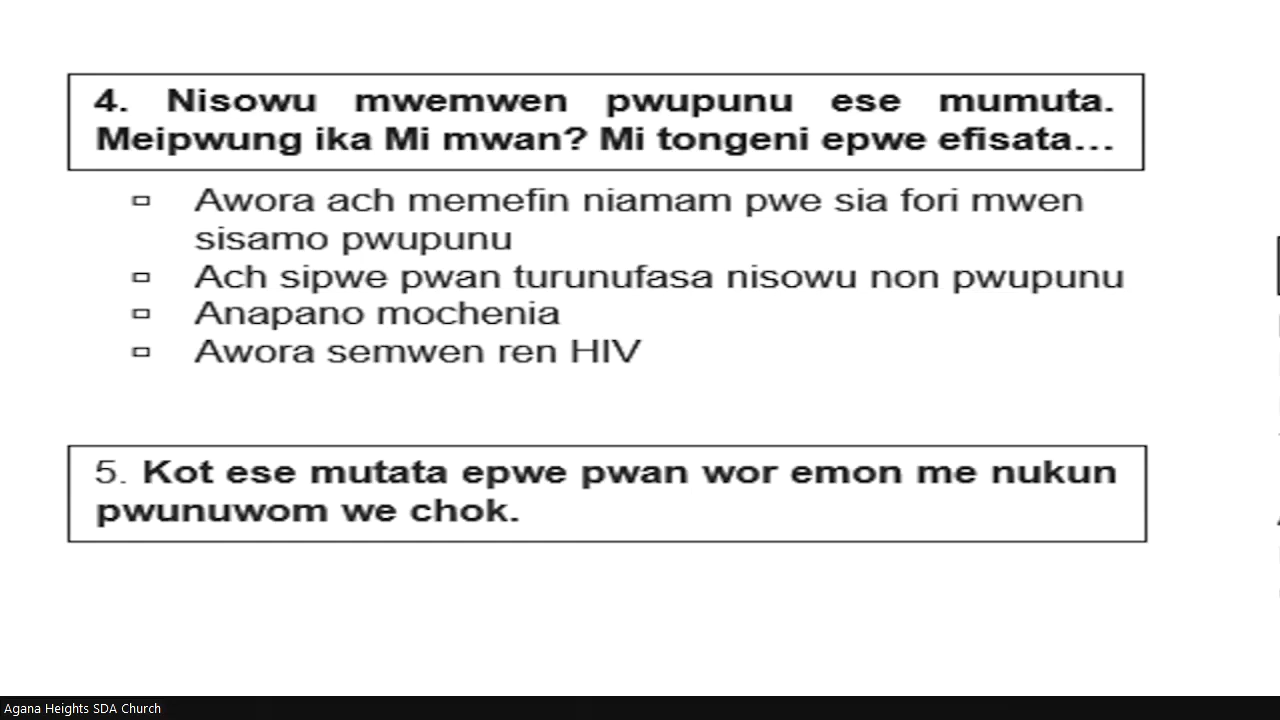 4. Nisowu mwemwen pwupunu ese mumuta.
Meipwung ika Mi mwan? Mi tongeni epwe efisata...
Awora ach memefin niamam pwe sia fori mwen
sisamo pwupunu
Ach sipwe pwan turunufasa nisowu non pwupunu
Anapano mochenia
Awora semwen ren HIV
5. Kot ese mutata epwe pwan wor emon me nukun
pwunuwom we chok.
Agana Heights SDA Church